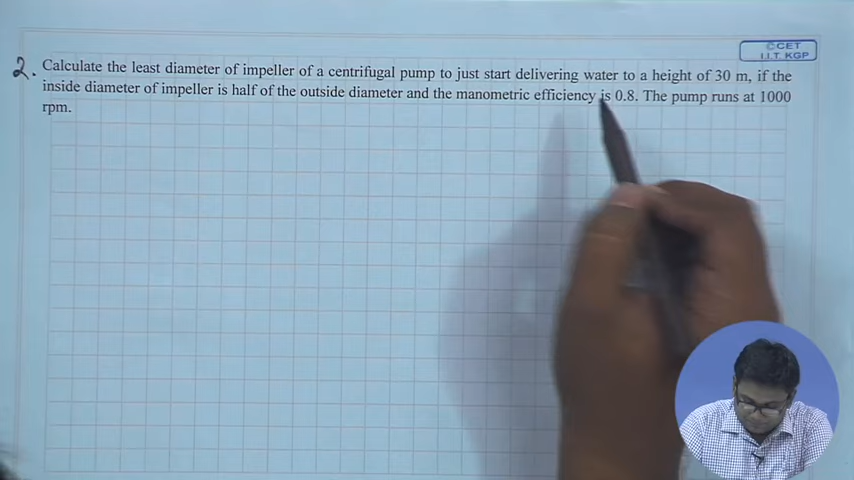 ©CET
I.I.T. KGP
2. Calculate the least diameter of impeller of a centrifugal pump to just start delivering water to a height of 30 m, if the
inside diameter of impeller is half of the outside diameter and the manometric efficiency is 0.8. The pump runs at 1000
rpm.